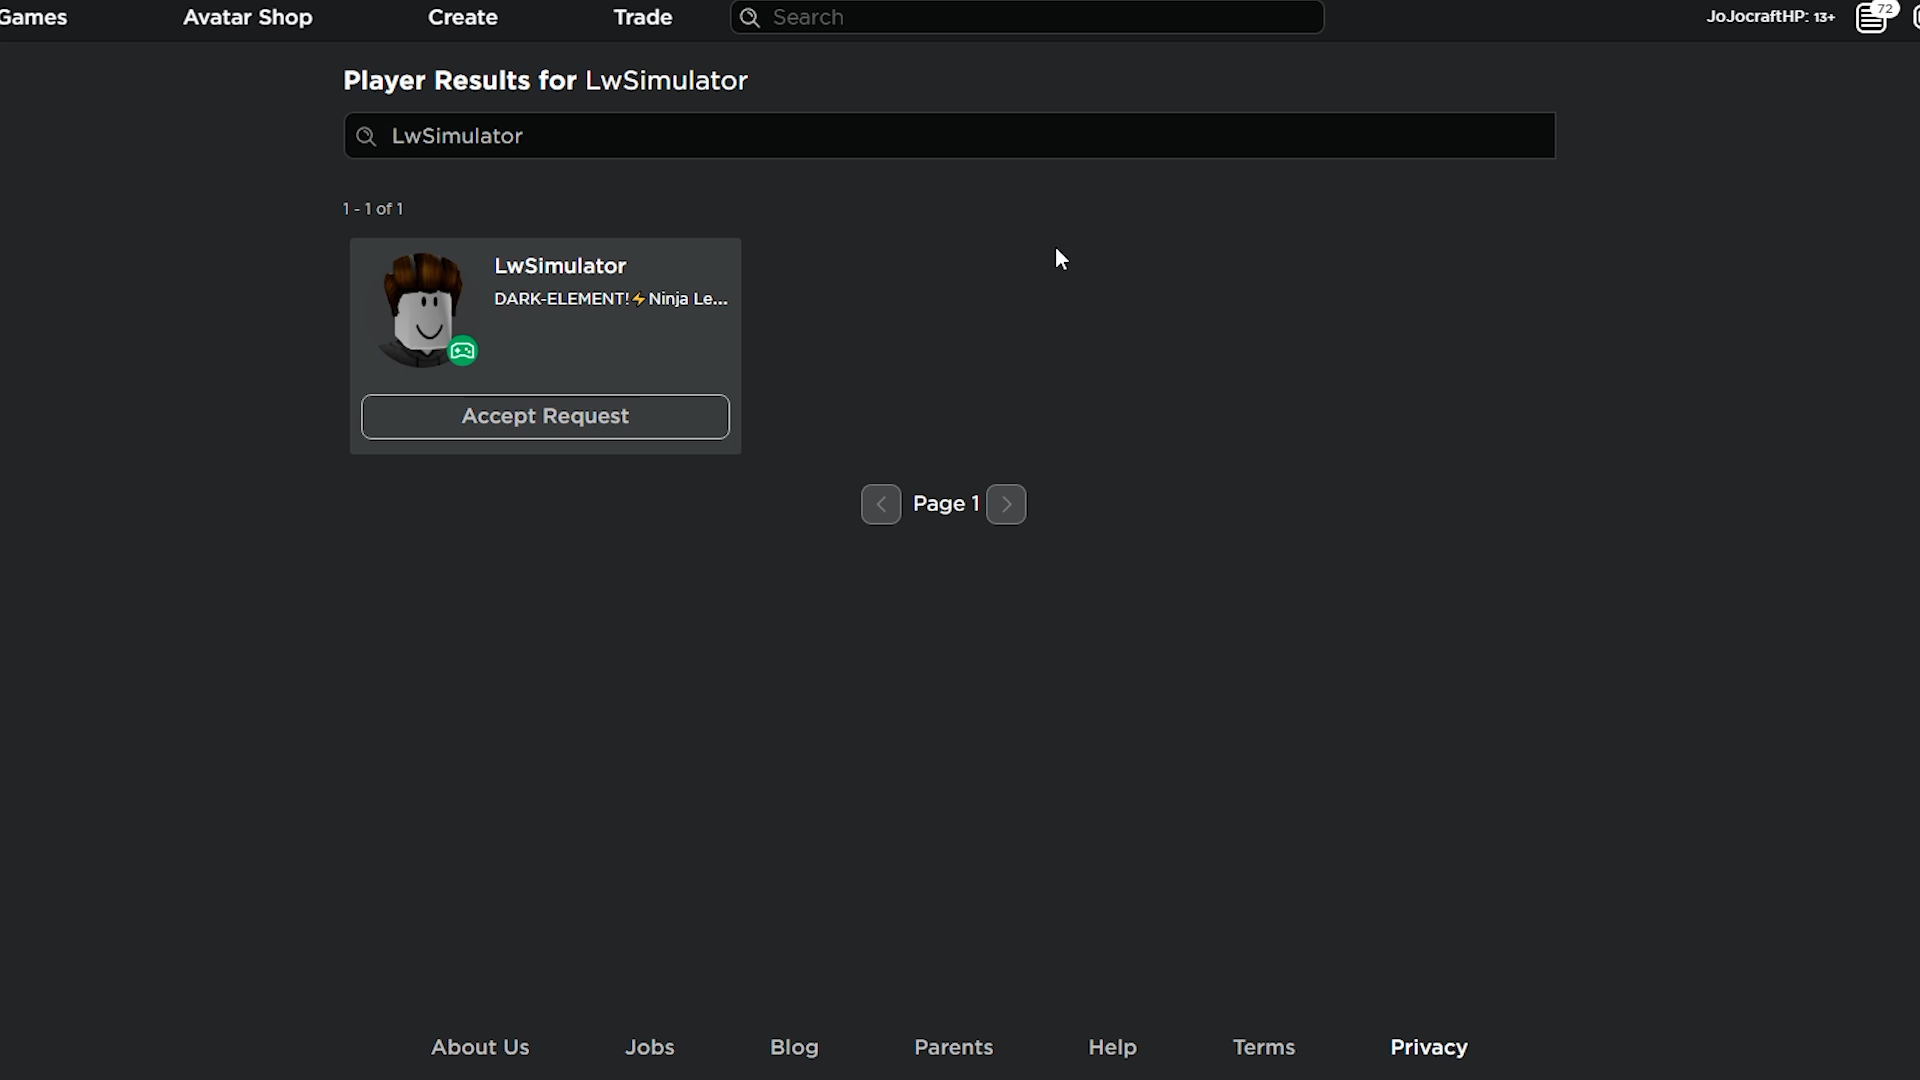 Games Avatar Shop Create Trade Search JoJocraftHP: 13+ 72
Player Results for LwSimulator
LwSimulator
1 - 1 of 1
LwSimulator
DARK-ELEMENT!⚡Ninja Le...
Accept Request
Page 1
About Us Jobs Blog Parents Help Terms Privacy